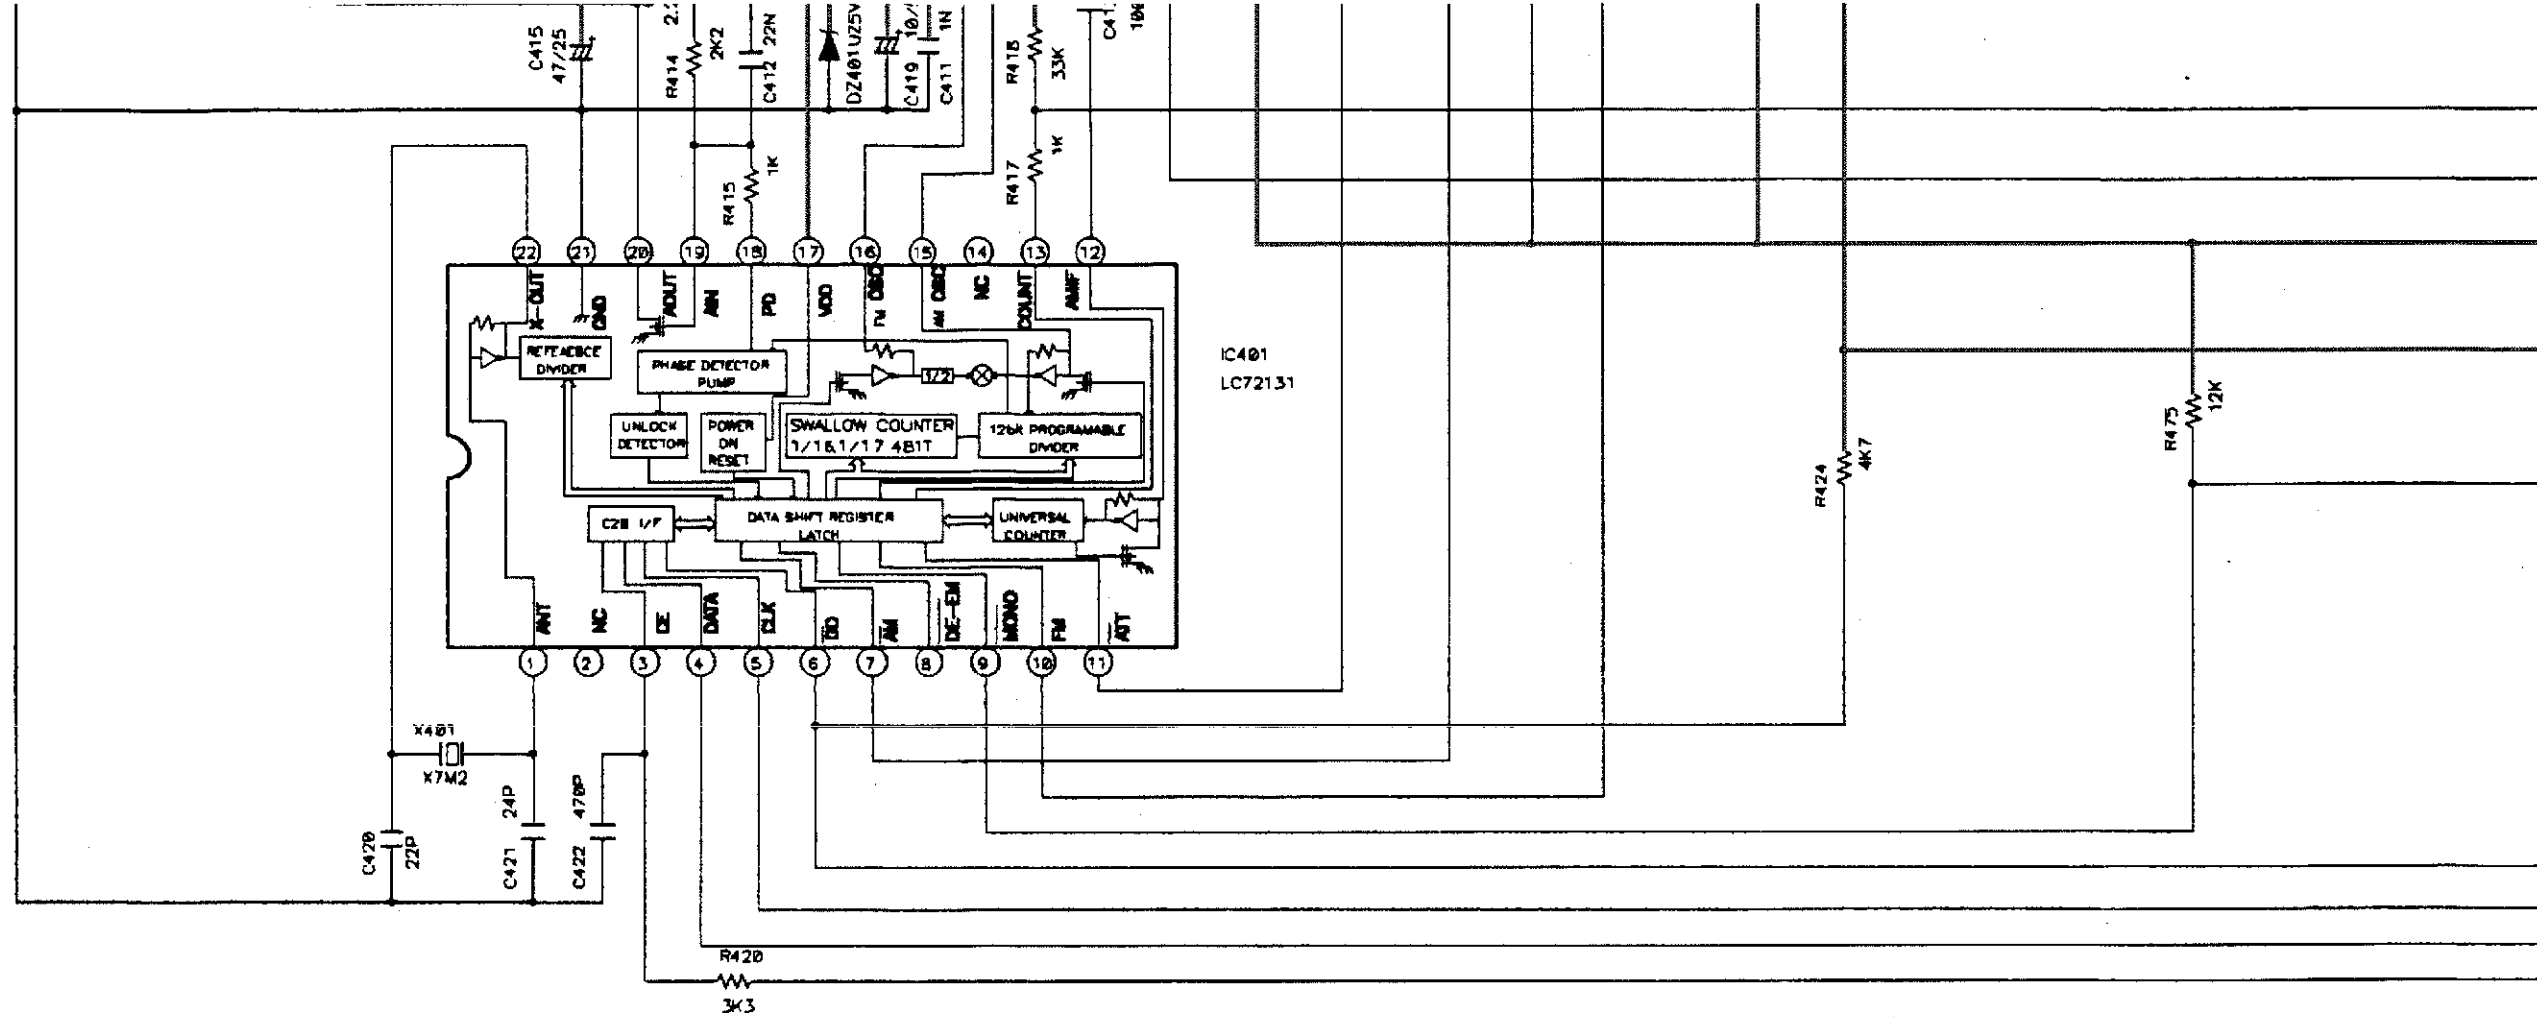 C415
47/25
R414
2K2
22N
C412
DZ401
UZ5V
C419
10/
1N
C411
R418
33K
C41
R415
1K
R417
1K
22
21
20
19
18
17
16
15
14
13
12
X-OUT
GND
AOUT
AIN
PD
VDD
FM OSC
AM OSC
NC
COUNT
AMIF
REFEAEBCE
DIVIDER
PHASE DETECTOR
PUMP
1/2
UNLOCK
DETECTOR
POWER
ON
RESET
SWALLOW COUNTER
1/16,1/17 4BIT
12bit PROGRAMABLE
DIVIDER
C2B I/F
DATA SHIFT REGISTER
LATCH
UNIVERSAL
COUNTER
IC401
LC72131
R424
4K7
R475
12K
ANT
NC
CE
DATA
CLK
DO
AM
DE-EM
MONO
FM
ATT
1
2
3
4
5
6
7
8
9
10
11
X401
X7M2
C420
22P
24P
C421
470P
C422
R420
3K3